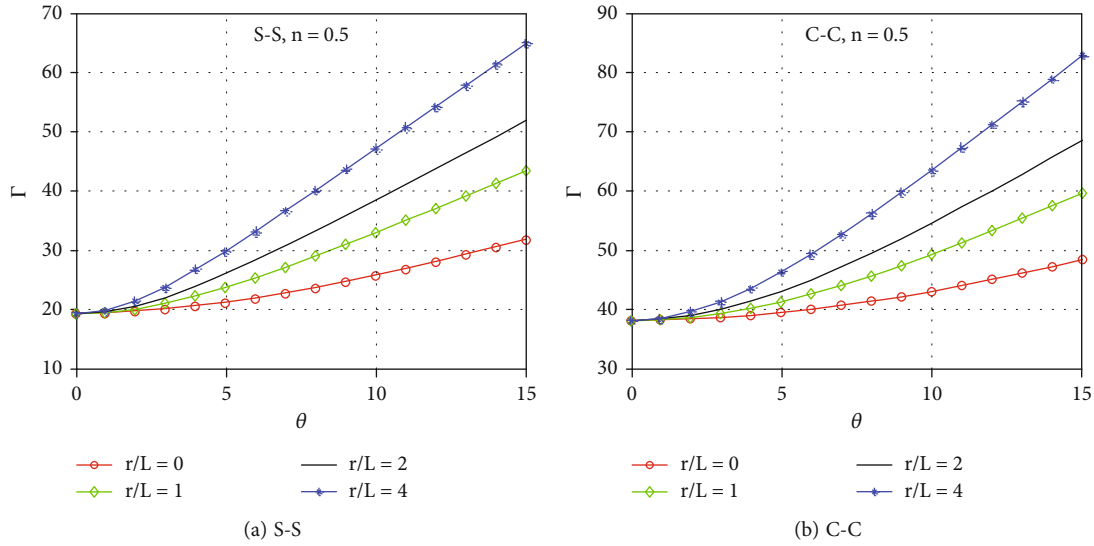 S-S, n = 0.5
70
60
50
40
30
20
10
Γ
0
5
10
15
θ
r/L = 0
r/L = 2
r/L = 1
r/L = 4
(a) S-S
C-C, n = 0.5
90
80
70
60
50
40
30
Γ
0
5
10
15
θ
r/L = 0
r/L = 2
r/L = 1
r/L = 4
(b) C-C